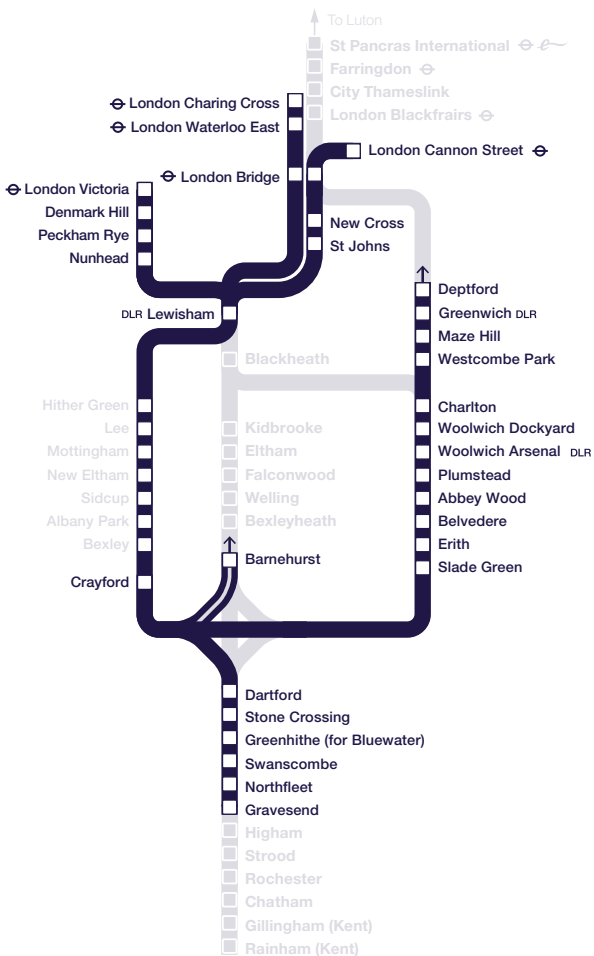 To Luton
St Pancras International
Farringdon
City Thameslink
London Blackfrairs
London Charing Cross
London Waterloo East
London Cannon Street
London Bridge
London Victoria
Denmark Hill
Peckham Rye
Nunhead
New Cross
St Johns
Deptford
DLR Lewisham
Greenwich DLR
Maze Hill
Blackheath
Westcombe Park
Hither Green
Charlton
Lee
Kidbrooke
Woolwich Dockyard
Mottingham
Eltham
Woolwich Arsenal DLR
New Eltham
Falconwood
Plumstead
Sidcup
Welling
Abbey Wood
Albany Park
Bexleyheath
Belvedere
Bexley
Erith
Barnehurst
Slade Green
Crayford
Dartford
Stone Crossing
Greenhithe (for Bluewater)
Swanscombe
Northfleet
Gravesend
Higham
Strood
Rochester
Chatham
Gillingham (Kent)
Rainham (Kent)